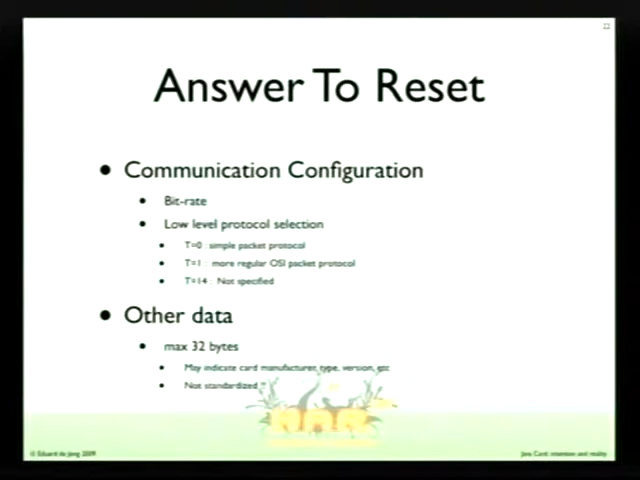 Answer To Reset
• Communication Configuration
• Bit-rate
• Low level protocol selection
• T=0 : simple packet protocol
• T=1 : more regular OSI packet protocol
• T=14 : Not specified
• Other data
• max 32 bytes
• May indicate card manufacturer, type, version, etc
• Not standardized
HAR
© Eduard de Jong 2009
Java Card: intention and reality